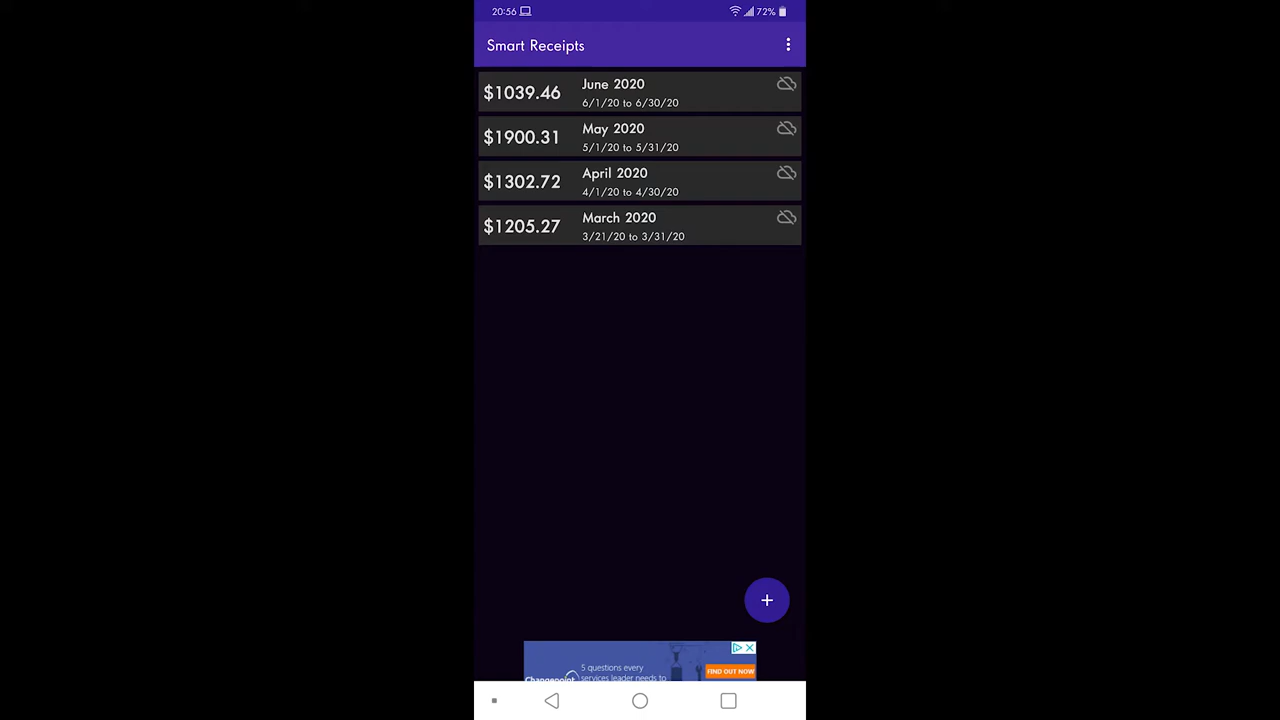 20:56
72%
Smart Receipts
$1039.46
June 2020
6/1/20 to 6/30/20
$1900.31
May 2020
5/1/20 to 5/31/20
$1302.72
April 2020
4/1/20 to 4/30/20
$1205.27
March 2020
3/21/20 to 3/31/20
+
5 questions every
services leader needs to
Changepoint
FIND OUT NOW